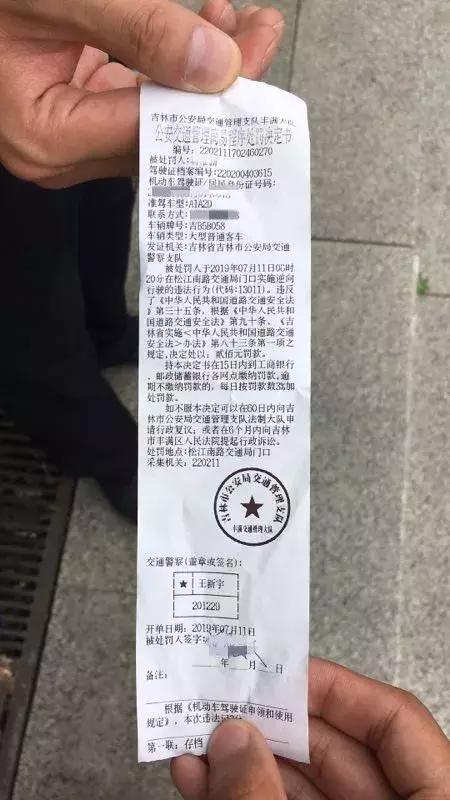 吉林市公安局交通管理支队丰满大队
公安交通管理简易程序处罚决定书
编号: 2202111702460270
被处罚人:
驾驶证档案编号:220200403615
机动车驾驶证/居民身份证号码:
准驾车型:A1A2D
联系方式:
车辆牌号:吉B5B058
车辆类型:大型普通客车
发证机关:吉林省吉林市公安局交通
警察支队
被处罚人于2019年07月11日06时
20分在松江南路交通局门口实施逆向
行驶的违法行为(代码:13011)。违反
了《中华人民共和国道路交通安全法》
第三十五条,根据《中华人民共和
国道路交通安全法》第九十条、《吉
林省实施<中华人民共和国道路交通
安全法>办法》第八十三条第一项之
规定,决定处以:贰佰元罚款。
持本决定书在15日内到工商银行
、邮政储蓄银行各网点缴纳罚款,逾
期不缴纳罚款的,每日按罚款数3%加
处罚款。
如不服本决定可以在60日内向吉
林市公安局交通管理支队法制大队申
请行政复议;或者在6个月内向吉林
市丰满区人民法院提起行政诉讼。
处罚地点:松江南路交通局门口
采集机关:220211
吉林市公安局交通管理支队
丰满交通管理大队
交通警察(盖章或签名):
★ 王新宇
201229
开单日期:2019年07月11日
被处罚人签字:
年 月 日
备注:
根据《机动车驾驶证申领和使用
规定》,本次违法记3分
第一联:存档